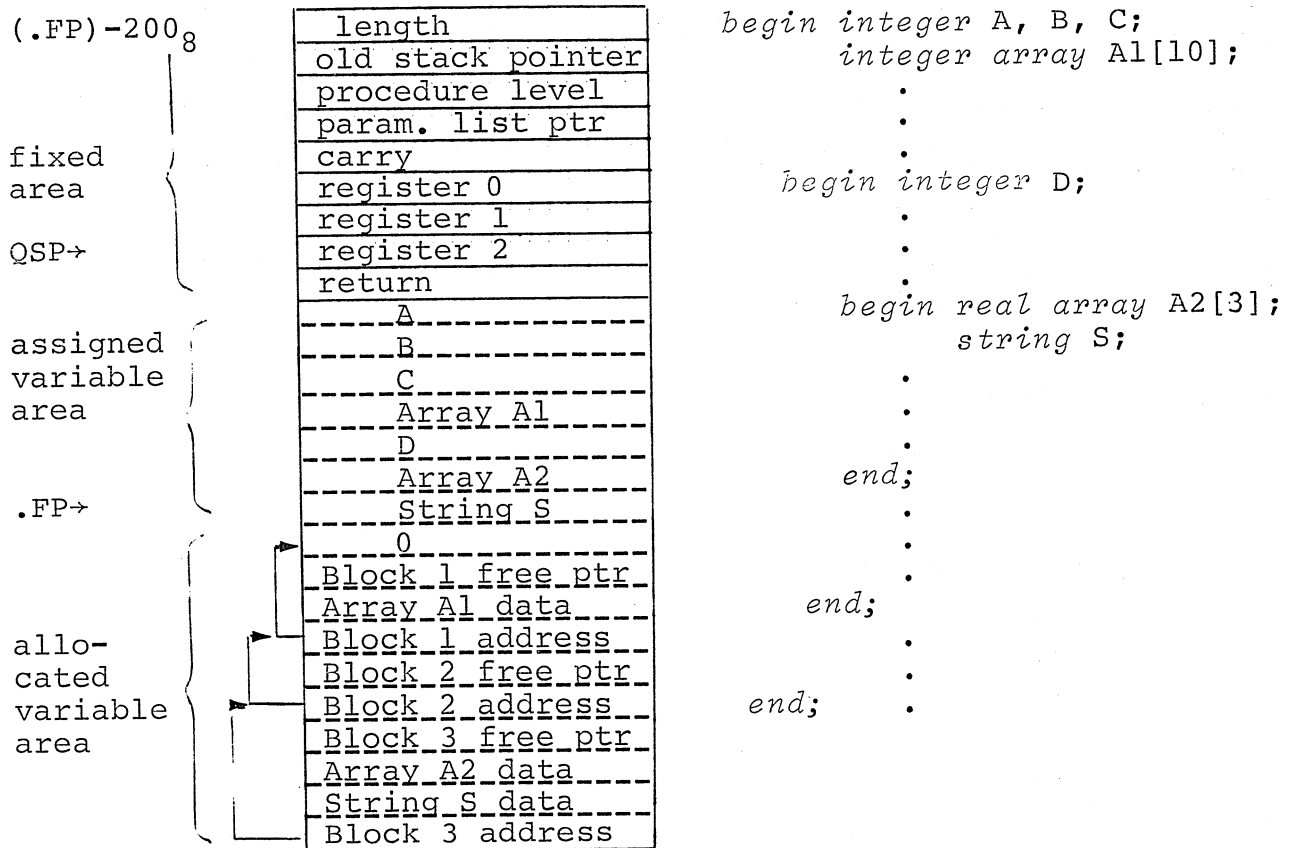 (.FP)-200₈
fixed
area
QSP→
assigned
variable
area
.FP→
allo-
cated
variable
area
length
old stack pointer
procedure level
param. list ptr
carry
register 0
register 1
register 2
return
A
B
C
Array A1
D
Array A2
String S
0
Block 1 free ptr
Array A1 data
Block 1 address
Block 2 free ptr
Block 2 address
Block 3 free ptr
Array A2 data
String S data
Block 3 address
begin integer A, B, C;
integer array A1[10];
.
.
.
begin integer D;
.
.
.
begin real array A2[3];
string S;
.
.
.
end;
.
.
.
end;
.
.
end; .